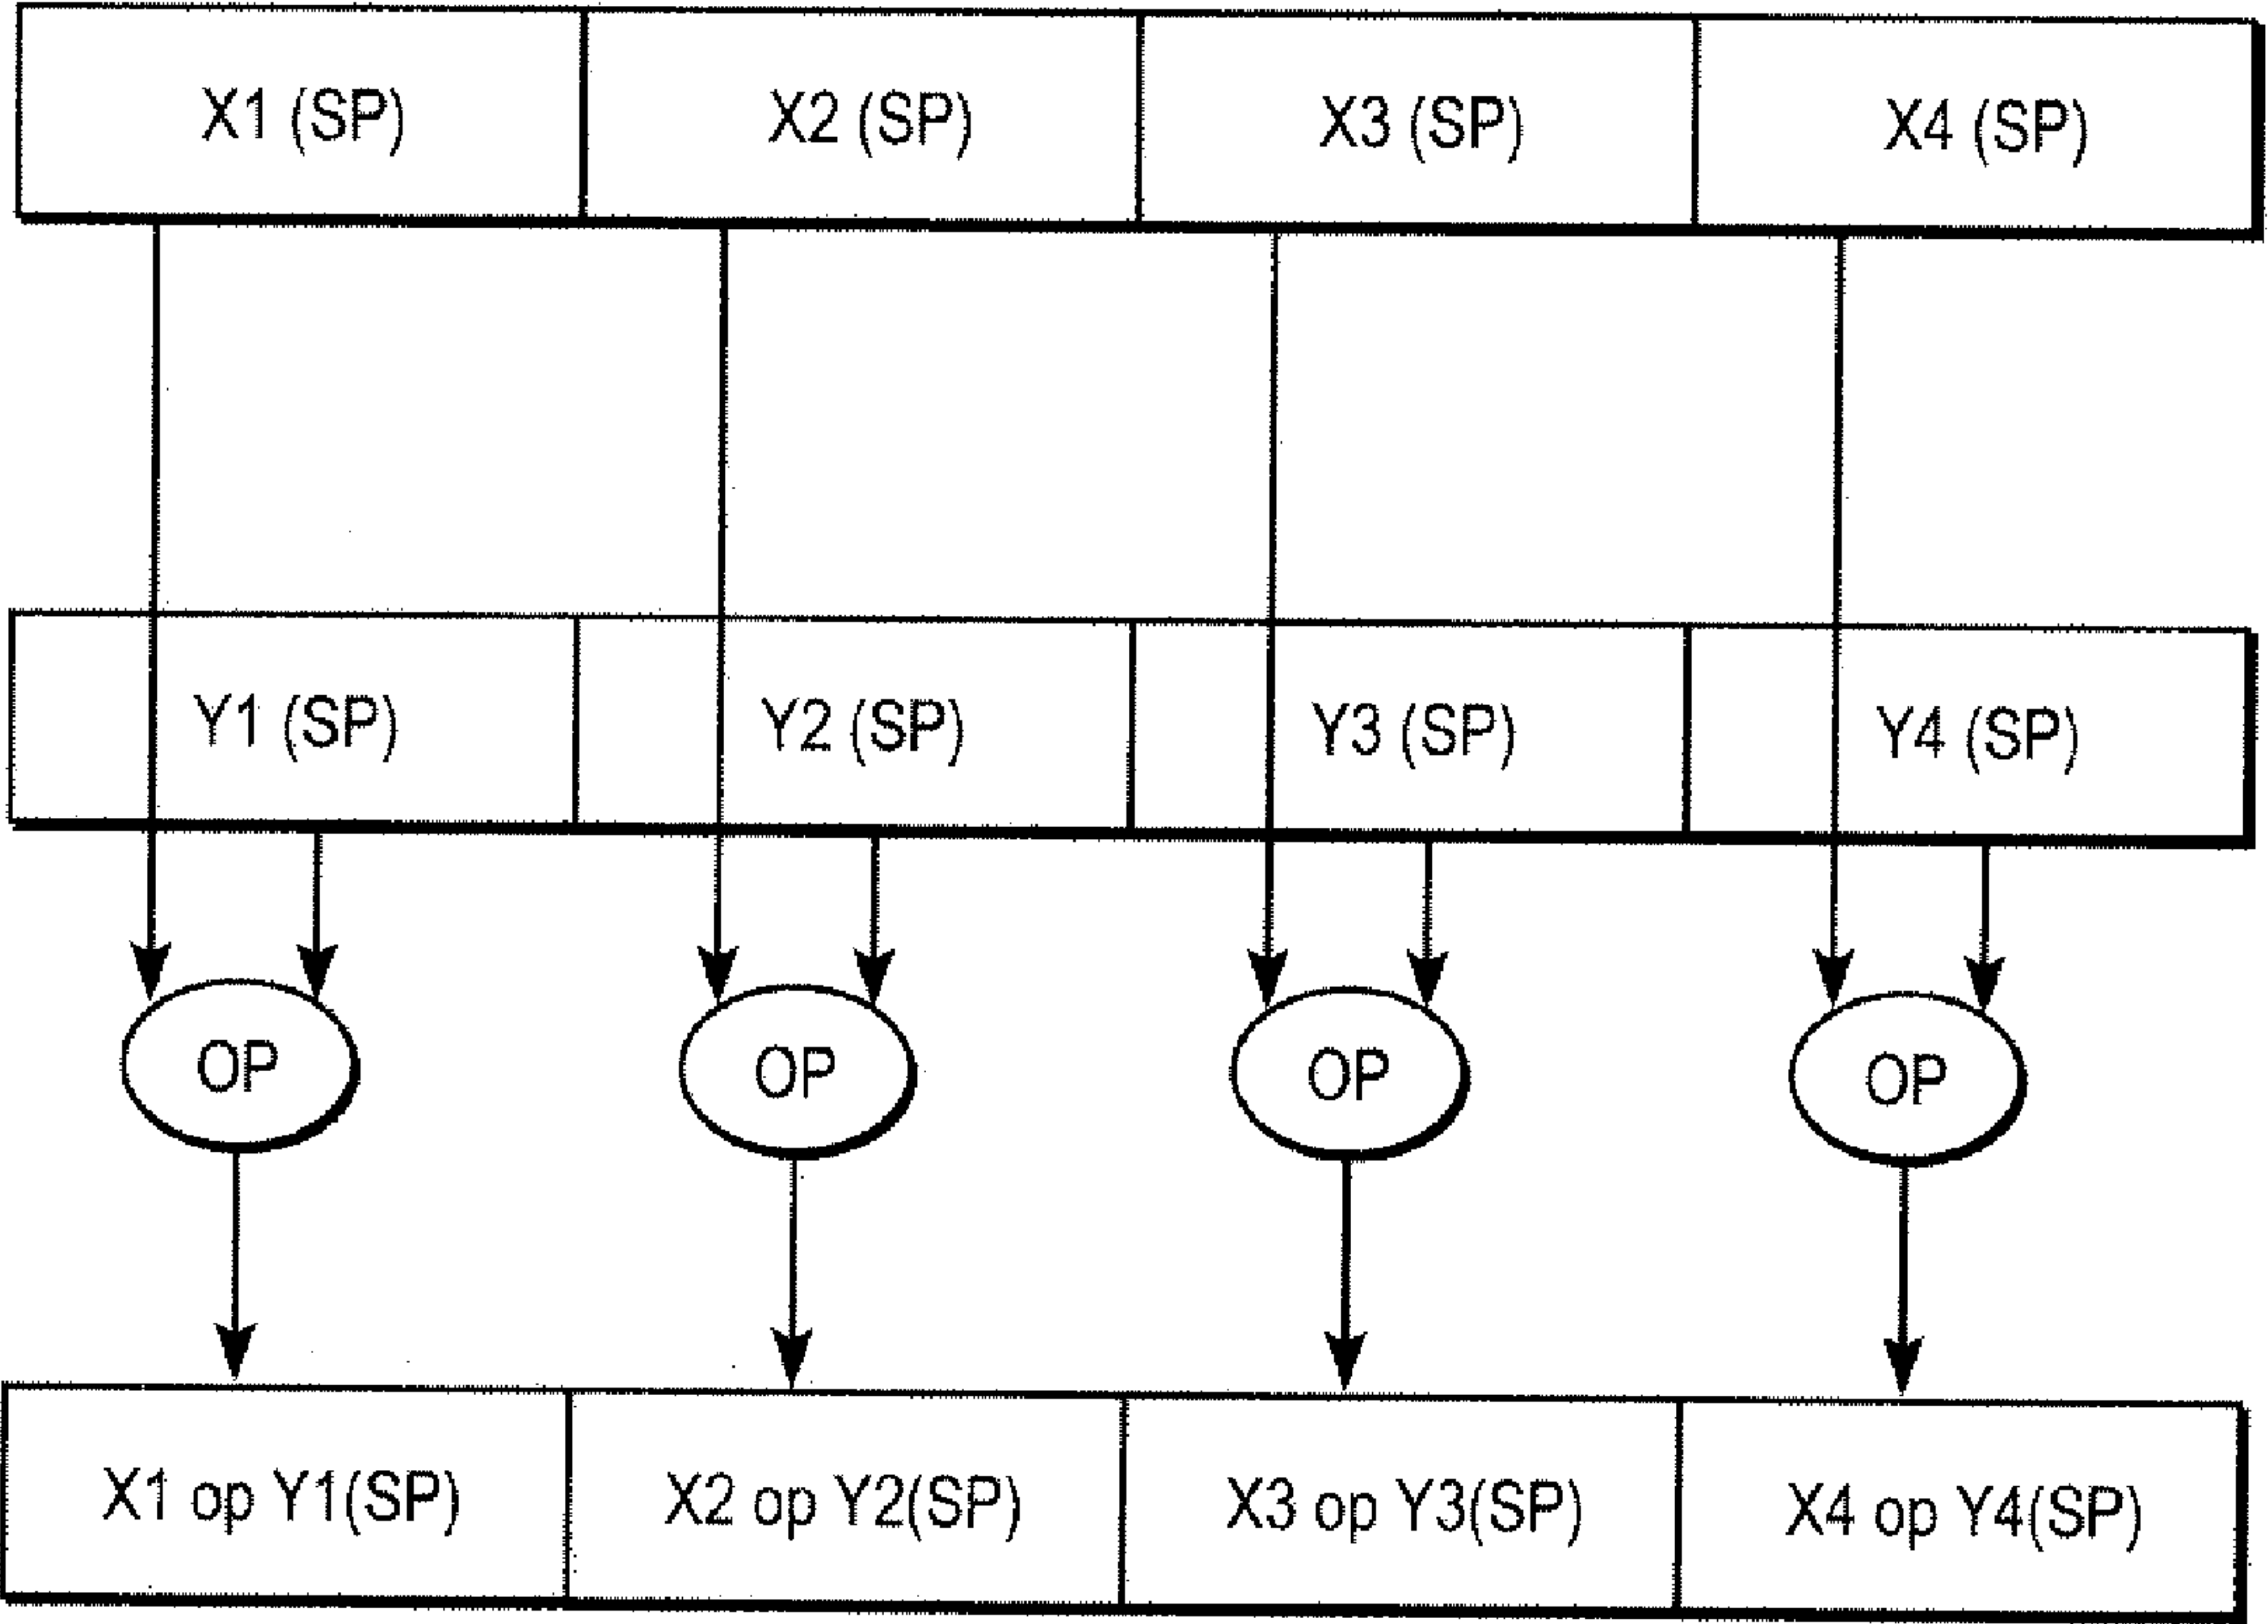 X1 (SP) X2 (SP) X3 (SP) X4 (SP)
Y1 (SP) Y2 (SP) Y3 (SP) Y4 (SP)
OP OP OP OP
X1 op Y1(SP) X2 op Y2(SP) X3 op Y3(SP) X4 op Y4(SP)